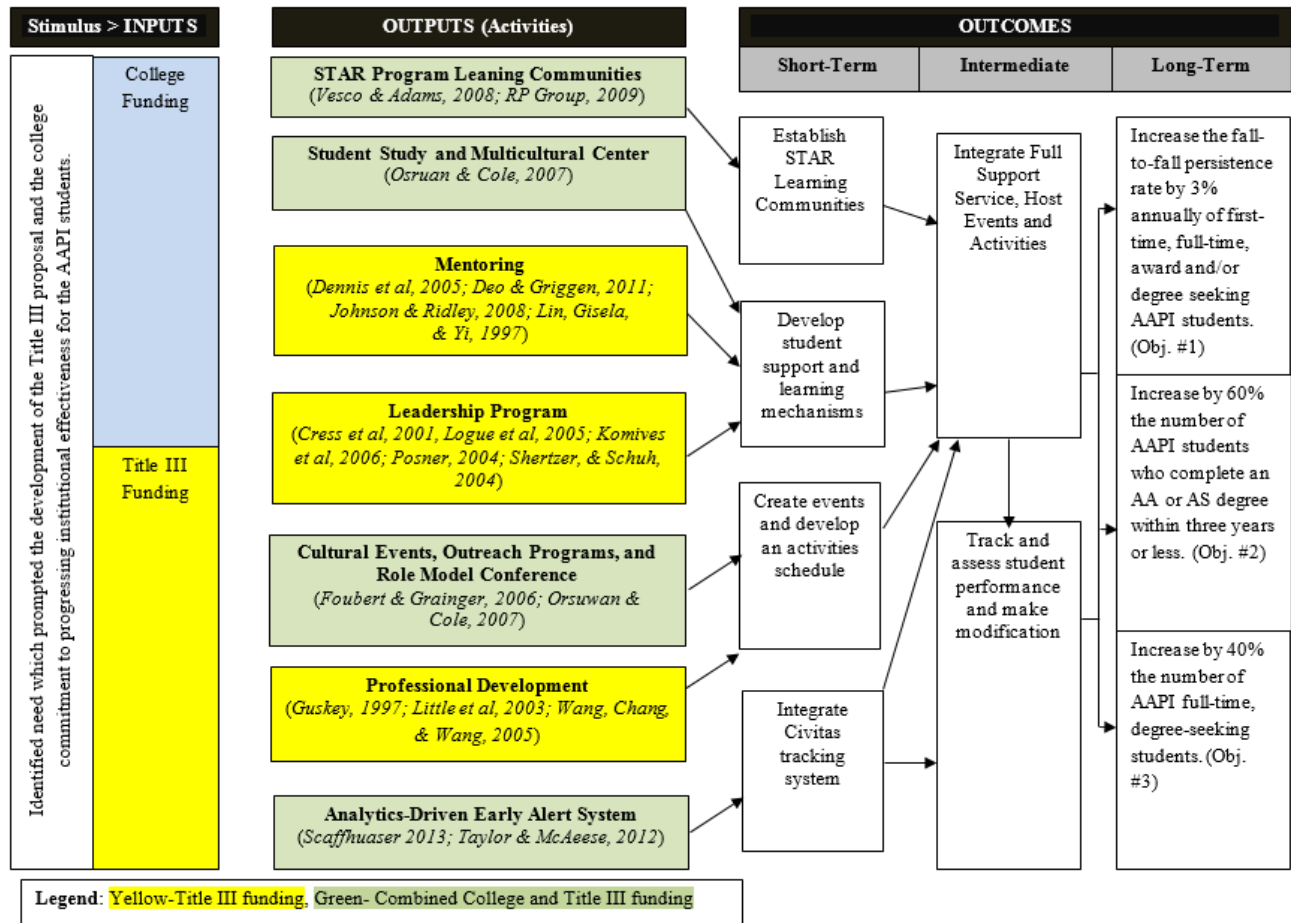 Stimulus > INPUTS
Identified need which prompted the development of the Title III proposal and the college
commitment to progressing institutional effectiveness for the AAPI students.
College
Funding
Title III
Funding
OUTPUTS (Activities)
STAR Program Leaning Communities
(Vesco & Adams, 2008; RP Group, 2009)
Student Study and Multicultural Center
(Osruan & Cole, 2007)
Mentoring
(Dennis et al, 2005; Deo & Griggen, 2011;
Johnson & Ridley, 2008; Lin, Gisela,
& Yi, 1997)
Leadership Program
(Cress et al, 2001, Logue et al, 2005; Komives
et al, 2006; Posner, 2004; Shertzer, & Schuh,
2004)
Cultural Events, Outreach Programs, and
Role Model Conference
(Foubert & Grainger, 2006; Orsuwan &
Cole, 2007)
Professional Development
(Guskey, 1997; Little et al, 2003; Wang, Chang,
& Wang, 2005)
Analytics-Driven Early Alert System
(Scaffhuaser 2013; Taylor & McAeese, 2012)
OUTCOMES
Short-Term
Intermediate
Long-Term
Establish
STAR
Learning
Communities
Develop
student
support and
learning
mechanisms
Create events
and develop
an activities
schedule
Integrate
Civitas
tracking
system
Integrate Full
Support
Service, Host
Events and
Activities
Track and
assess student
performance
and make
modification
Increase the fall-
to-fall persistence
rate by 3%
annually of first-
time, full-time,
award and/or
degree seeking
AAPI students.
(Obj. #1)
Increase by 60%
the number of
AAPI students
who complete an
AA or AS degree
within three years
or less. (Obj. #2)
Increase by 40%
the number of
AAPI full-time,
degree-seeking
students. (Obj.
#3)
Legend: Yellow-Title III funding, Green- Combined College and Title III funding